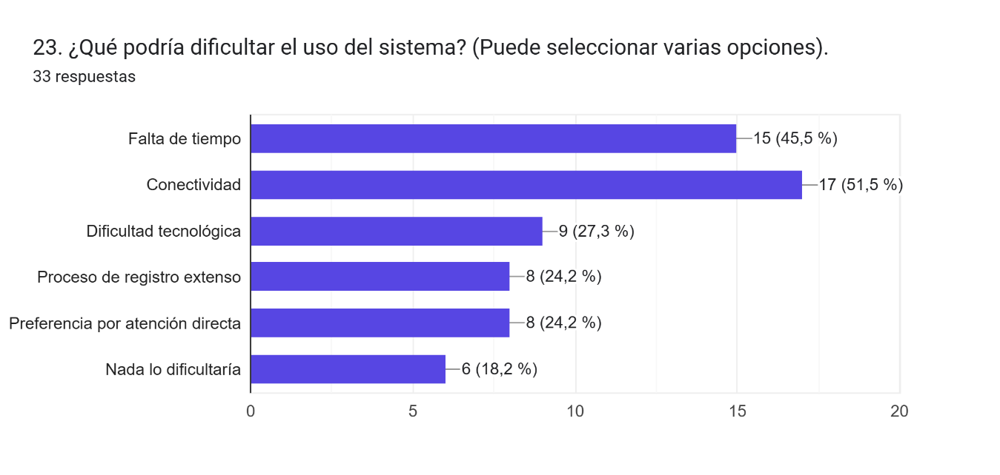 23. ¿Qué podría dificultar el uso del sistema? (Puede seleccionar varias opciones).
33 respuestas
Falta de tiempo 15 (45,5 %)
Conectividad 17 (51,5 %)
Dificultad tecnológica 9 (27,3 %)
Proceso de registro extenso 8 (24,2 %)
Preferencia por atención directa 8 (24,2 %)
Nada lo dificultaría 6 (18,2 %)
0 5 10 15 20